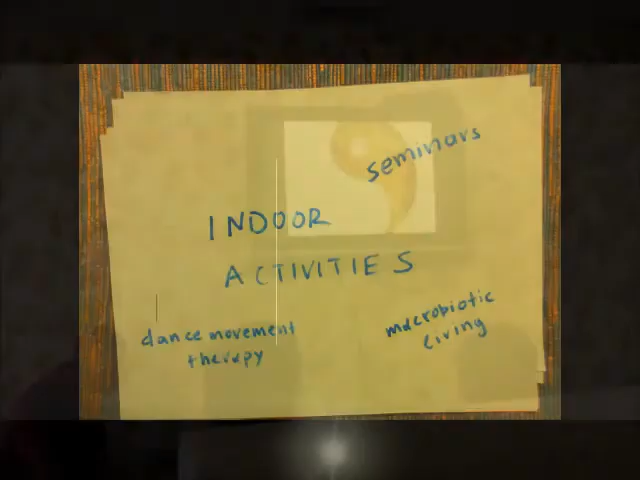 seminars
INDOOR
ACTIVITIES
dance movement
therapy
macrobiotic
living